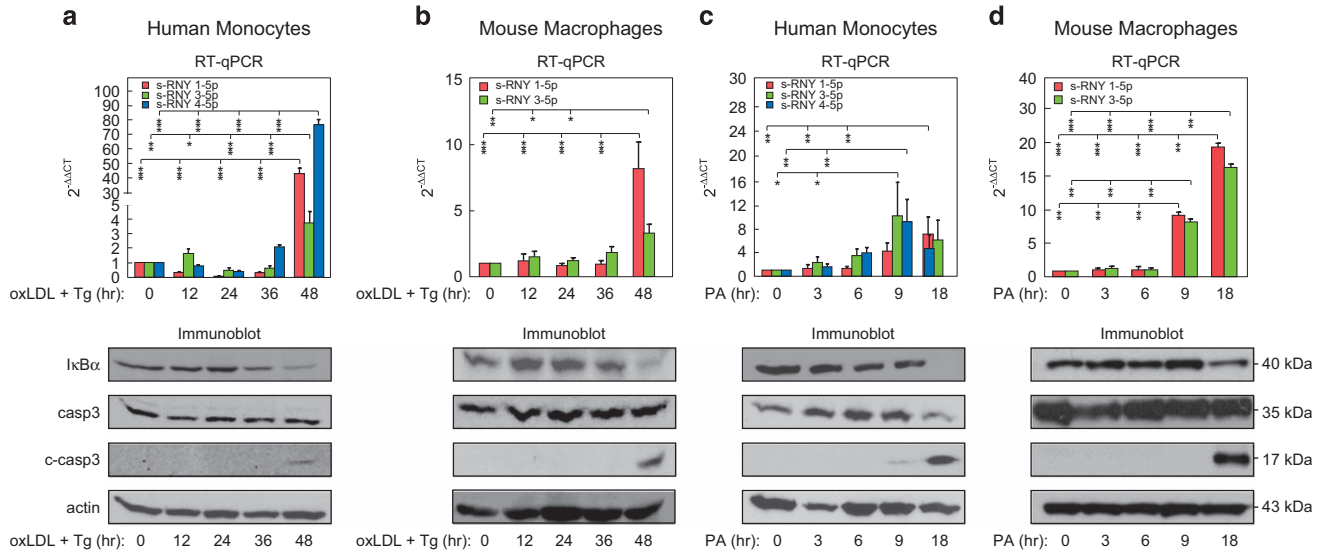 a b c d
Human Monocytes Mouse Macrophages Human Monocytes Mouse Macrophages
RT-qPCR RT-qPCR RT-qPCR RT-qPCR
s-RNY 1-5p
s-RNY 3-5p
s-RNY 4-5p
s-RNY 1-5p
s-RNY 3-5p
s-RNY 1-5p
s-RNY 3-5p
s-RNY 4-5p
s-RNY 1-5p
s-RNY 3-5p
2-ΔΔCT
100
90
80
70
60
50
40
30
5
4
3
2
1
0
*** *** *** ***
*** * *** ***
*** *** *** ***
2-ΔΔCT
15
10
5
0
** * *
*** *** *** ***
2-ΔΔCT
30
28
24
20
16
12
8
4
0
** ** **
** **
* *
2-ΔΔCT
40
30
20
15
10
5
0
*** *** *** **
*** *** *** **
** ** **
** ** **
oxLDL + Tg (hr): 0 12 24 36 48
oxLDL + Tg (hr): 0 12 24 36 48
PA (hr): 0 3 6 9 18
PA (hr): 0 3 6 9 18
Immunoblot Immunoblot Immunoblot Immunoblot
IκBα 40 kDa
casp3 35 kDa
c-casp3 17 kDa
actin 43 kDa
oxLDL + Tg (hr): 0 12 24 36 48
oxLDL + Tg (hr): 0 12 24 36 48
PA (hr): 0 3 6 9 18
PA (hr): 0 3 6 9 18